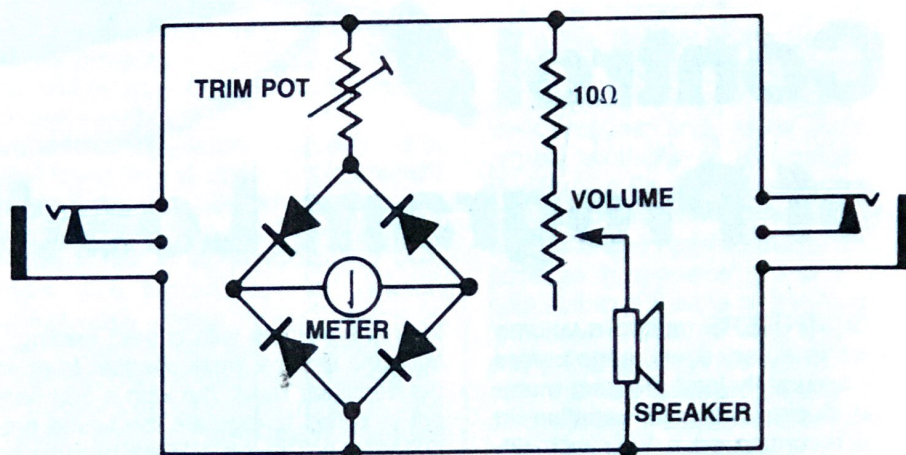 TRIM POT
10Ω
VOLUME
METER
SPEAKER